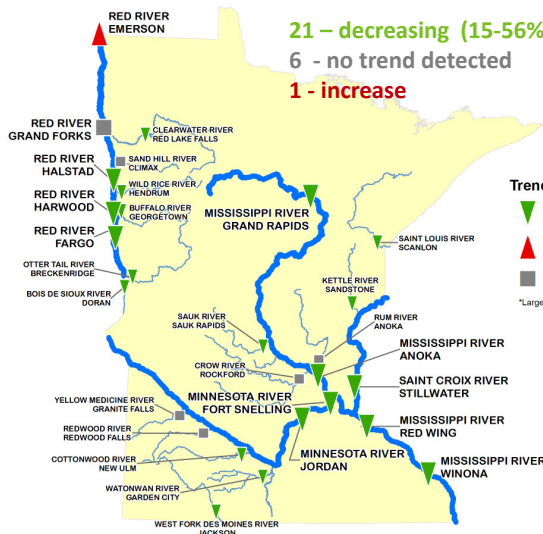 RED RIVER
EMERSON
21 – decreasing (15-56%
6 - no trend detected
1 - increase
RED RIVER
GRAND FORKS
CLEARWATER RIVER
RED LAKE FALLS
RED RIVER
HALSTAD
SAND HILL RIVER
CLIMAX
WILD RICE RIVER
HENDRUM
RED RIVER
HARWOOD
BUFFALO RIVER
GEORGETOWN
RED RIVER
FARGO
MISSISSIPPI RIVER
GRAND RAPIDS
Tren
SAINT LOUIS RIVER
SCANLON
OTTER TAIL RIVER
BRECKENRIDGE
BOIS DE SIOUX RIVER
DORAN
KETTLE RIVER
SANDSTONE
*Large
SAUK RIVER
SAUK RAPIDS
RUM RIVER
ANOKA
MISSISSIPPI RIVER
ANOKA
CROW RIVER
ROCKFORD
SAINT CROIX RIVER
STILLWATER
MINNESOTA RIVER
FORT SNELLING
YELLOW MEDICINE RIVER
GRANITE FALLS
MISSISSIPPI RIVER
RED WING
REDWOOD RIVER
REDWOOD FALLS
MINNESOTA RIVER
JORDAN
COTTONWOOD RIVER
NEW ULM
MISSISSIPPI RIVER
WINONA
WATONWAN RIVER
GARDEN CITY
WEST FORK DES MOINES RIVER
JACKSON